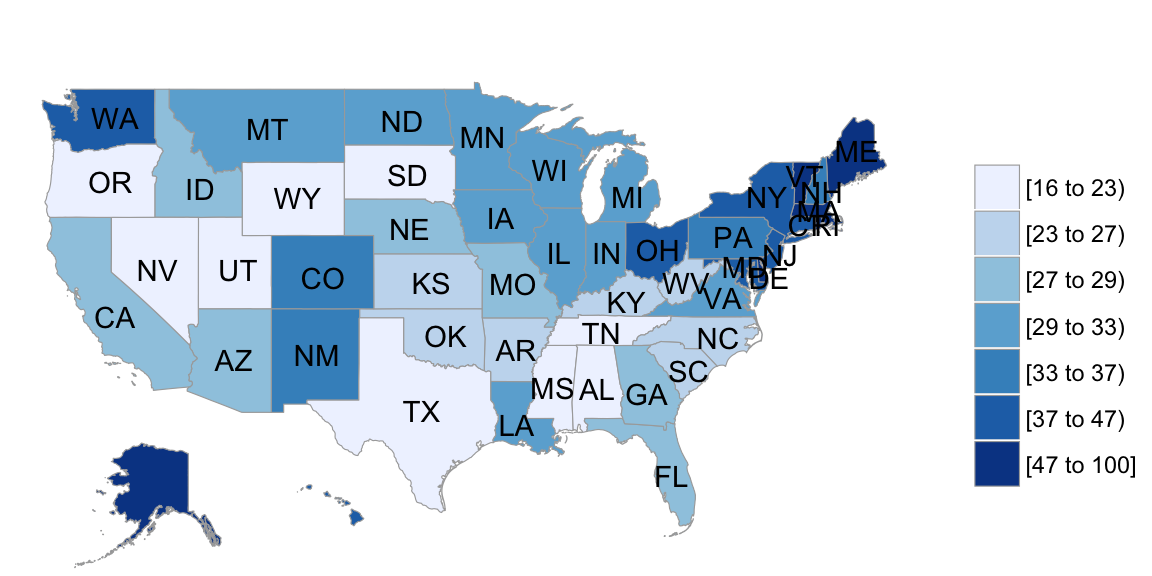 WA
MT
ND
MN
OR
ID
WY
SD
WI
MI
ME
VT
NH
NY
MA
CT
RI
NV
UT
CO
NE
IA
IL
IN
OH
PA
NJ
CA
KS
MO
KY
WV
MD
DE
VA
AZ
NM
OK
AR
TN
NC
SC
TX
LA
MS
AL
GA
FL
[16 to 23)
[23 to 27)
[27 to 29)
[29 to 33)
[33 to 37)
[37 to 47)
[47 to 100]